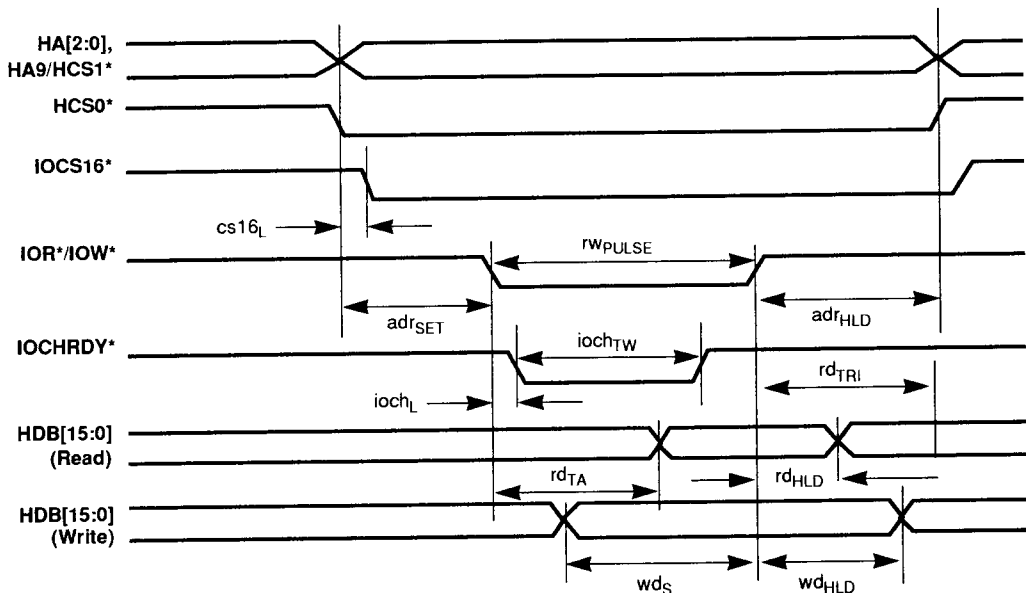 HA[2:0],
HA9/HCS1*
HCS0*
IOCS16*
cs16L
IOR*/IOW*
rwPULSE
adrSET
adrHLD
IOCHRDY*
iochTW
rdTRI
iochL
HDB[15:0]
(Read)
rdTA
rdHLD
HDB[15:0]
(Write)
wdS
wdHLD